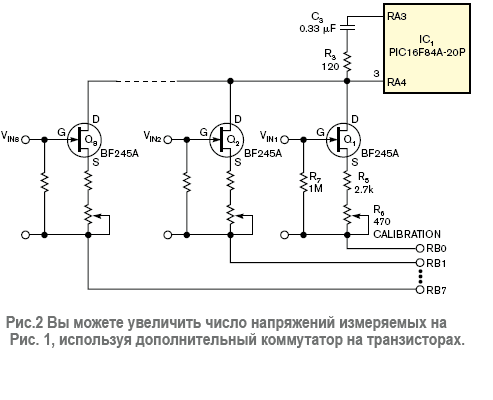 C3
0.33 µF
RA3
IC1
PIC16F84A-20P
R3
120
3
RA4
D
D
D
VIN8
G
Q8
BF245A
S
VIN2
G
Q2
BF245A
S
VIN1
G
Q1
BF245A
S
R7
1M
R5
2.7k
R6
470
CALIBRATION
RB0
RB1
RB7
Рис.2 Вы можете увеличить число напряжений измеряемых на
Рис. 1, используя дополнительный коммутатор на транзисторах.